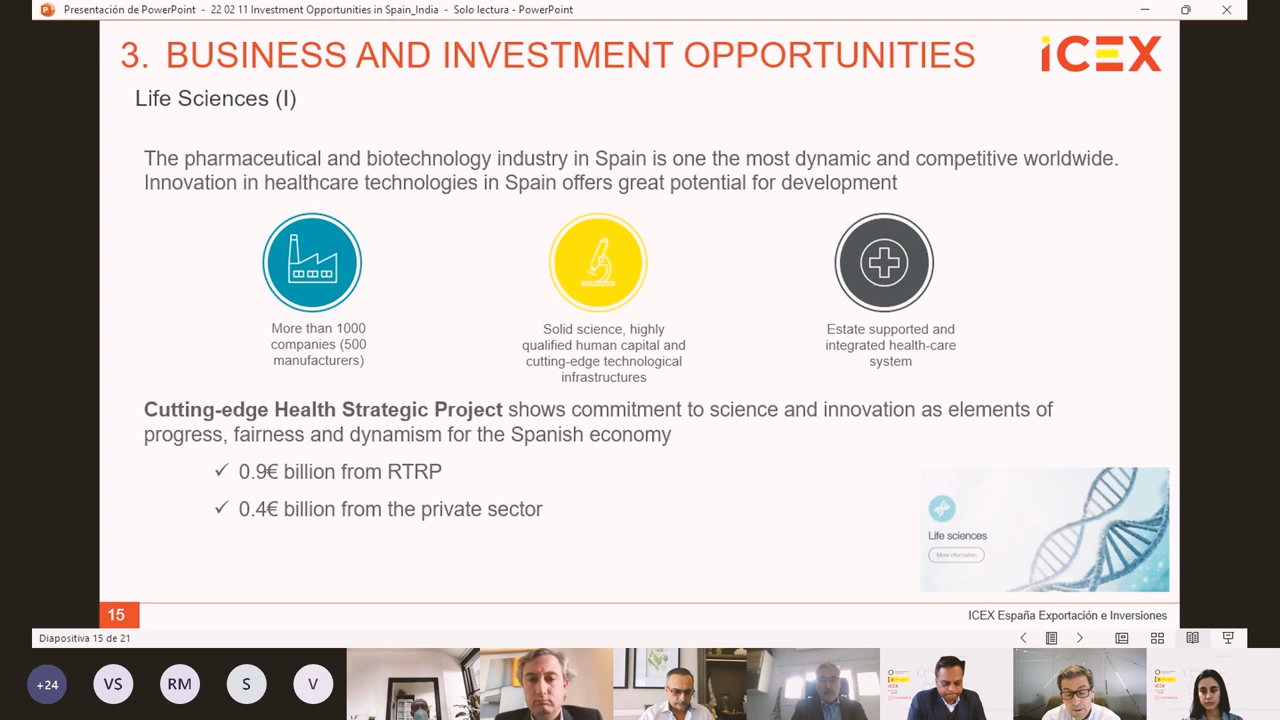 Presentación de PowerPoint - 22 02 11 Investment Opportunities in Spain_India - Solo lectura - PowerPoint
3. BUSINESS AND INVESTMENT OPPORTUNITIES
iCEX
Life Sciences (I)
The pharmaceutical and biotechnology industry in Spain is one the most dynamic and competitive worldwide.
Innovation in healthcare technologies in Spain offers great potential for development
More than 1000
companies (500
manufacturers)
Solid science, highly
qualified human capital and
cutting-edge technological
infrastructures
Estate supported and
integrated health-care
system
Cutting-edge Health Strategic Project shows commitment to science and innovation as elements of
progress, fairness and dynamism for the Spanish economy
✓ 0.9€ billion from RTRP
✓ 0.4€ billion from the private sector
Life sciences
More information
15
ICEX España Exportación e Inversiones
Diapositiva 15 de 21
+24
VS
RM
S
V
iCEX
iCEX